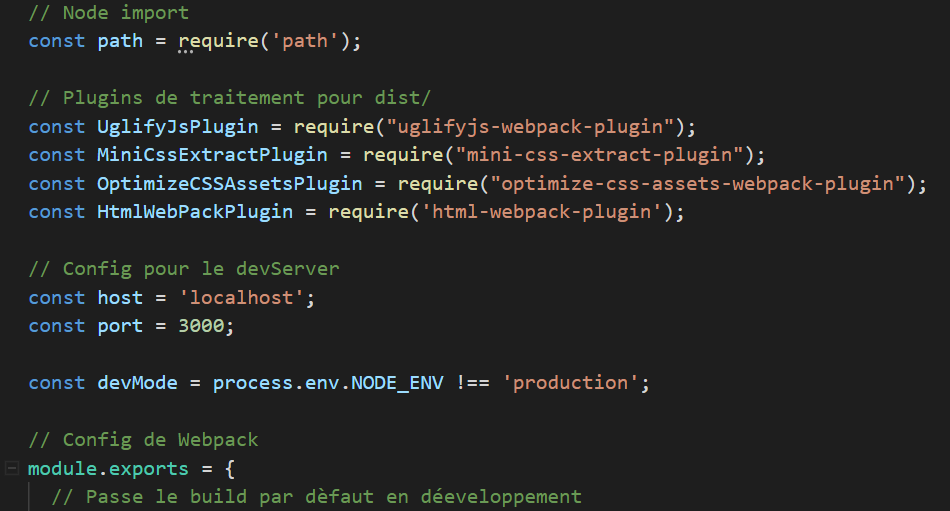 // Node import
const path = require('path');
// Plugins de traitement pour dist/
const UglifyJsPlugin = require("uglifyjs-webpack-plugin");
const MiniCssExtractPlugin = require("mini-css-extract-plugin");
const OptimizeCSSAssetsPlugin = require("optimize-css-assets-webpack-plugin");
const HtmlWebPackPlugin = require('html-webpack-plugin');
// Config pour le devServer
const host = 'localhost';
const port = 3000;
const devMode = process.env.NODE_ENV !== 'production';
// Config de Webpack
module.exports = {
// Passe le build par dèfaut en déeveloppement